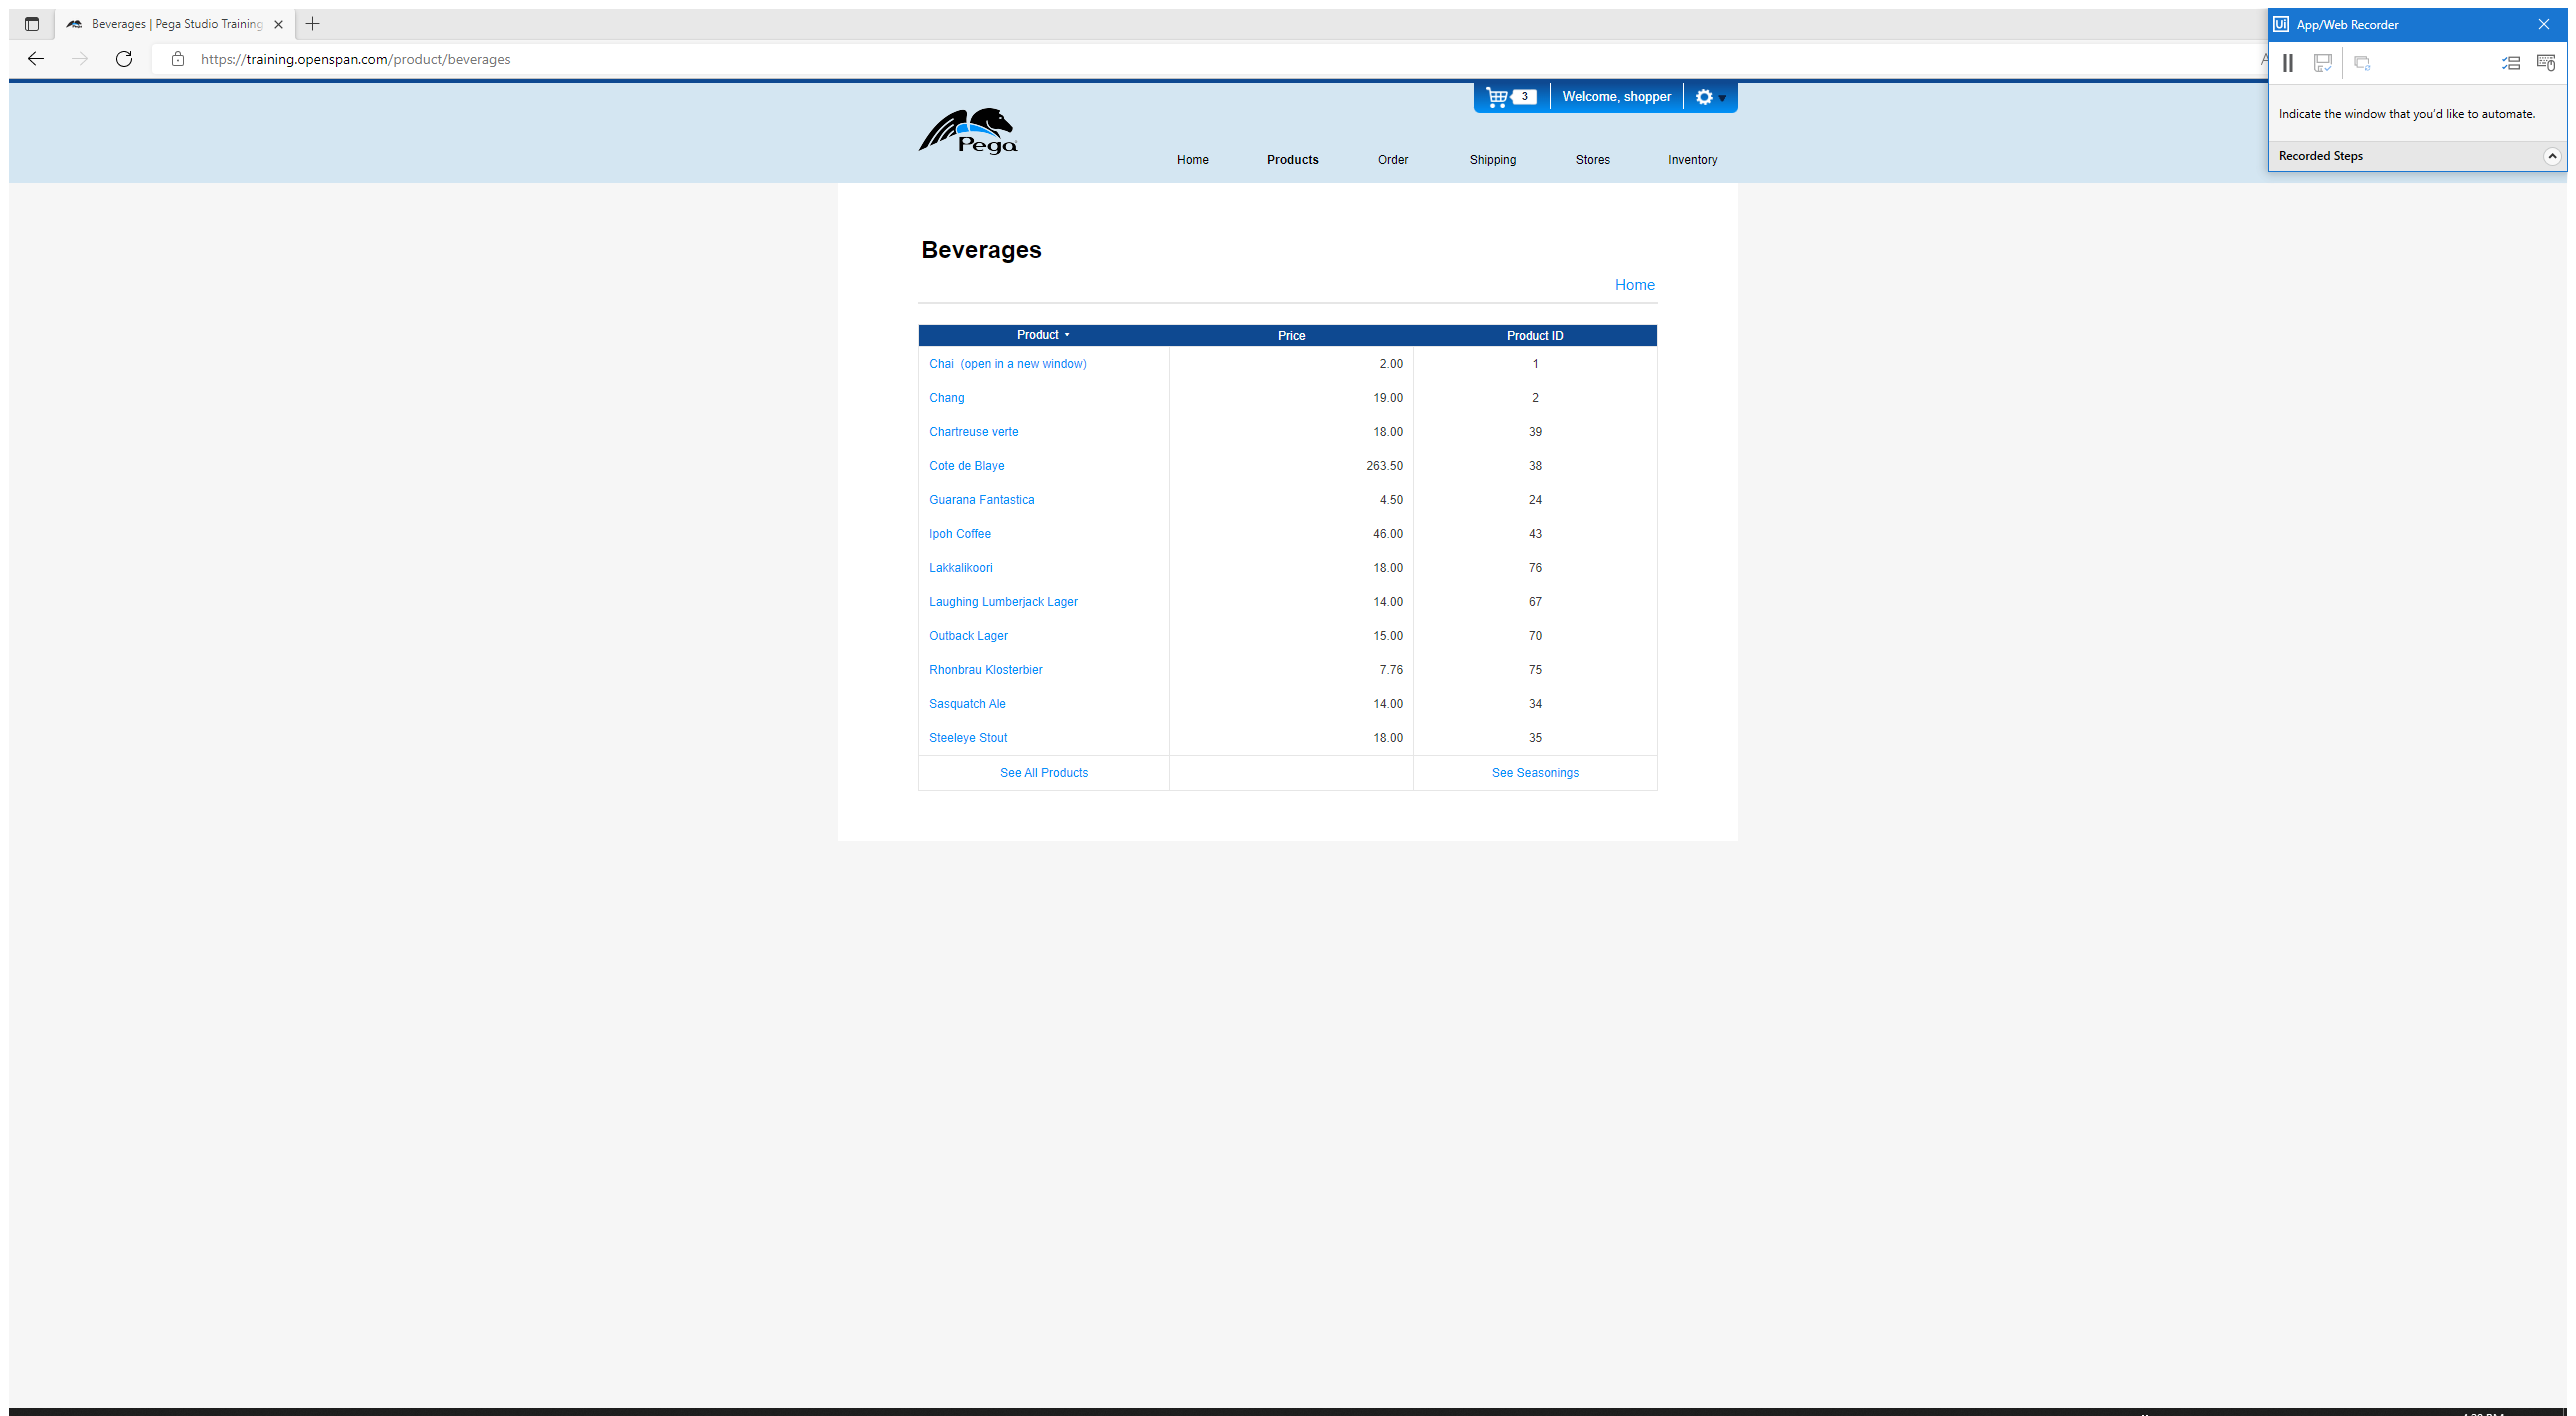 Beverages | Pega Studio Training
https://training.openspan.com/product/beverages
Ui App/Web Recorder
Indicate the window that you'd like to automate.
Recorded Steps
3 Welcome, shopper
Pega
Home Products Order Shipping Stores Inventory
Beverages
Home
Product Price Product ID
Chai (open in a new window) 2.00 1
Chang 19.00 2
Chartreuse verte 18.00 39
Cote de Blaye 263.50 38
Guarana Fantastica 4.50 24
Ipoh Coffee 46.00 43
Lakkalikoori 18.00 76
Laughing Lumberjack Lager 14.00 67
Outback Lager 15.00 70
Rhonbrau Klosterbier 7.76 75
Sasquatch Ale 14.00 34
Steeleye Stout 18.00 35
See All Products See Seasonings